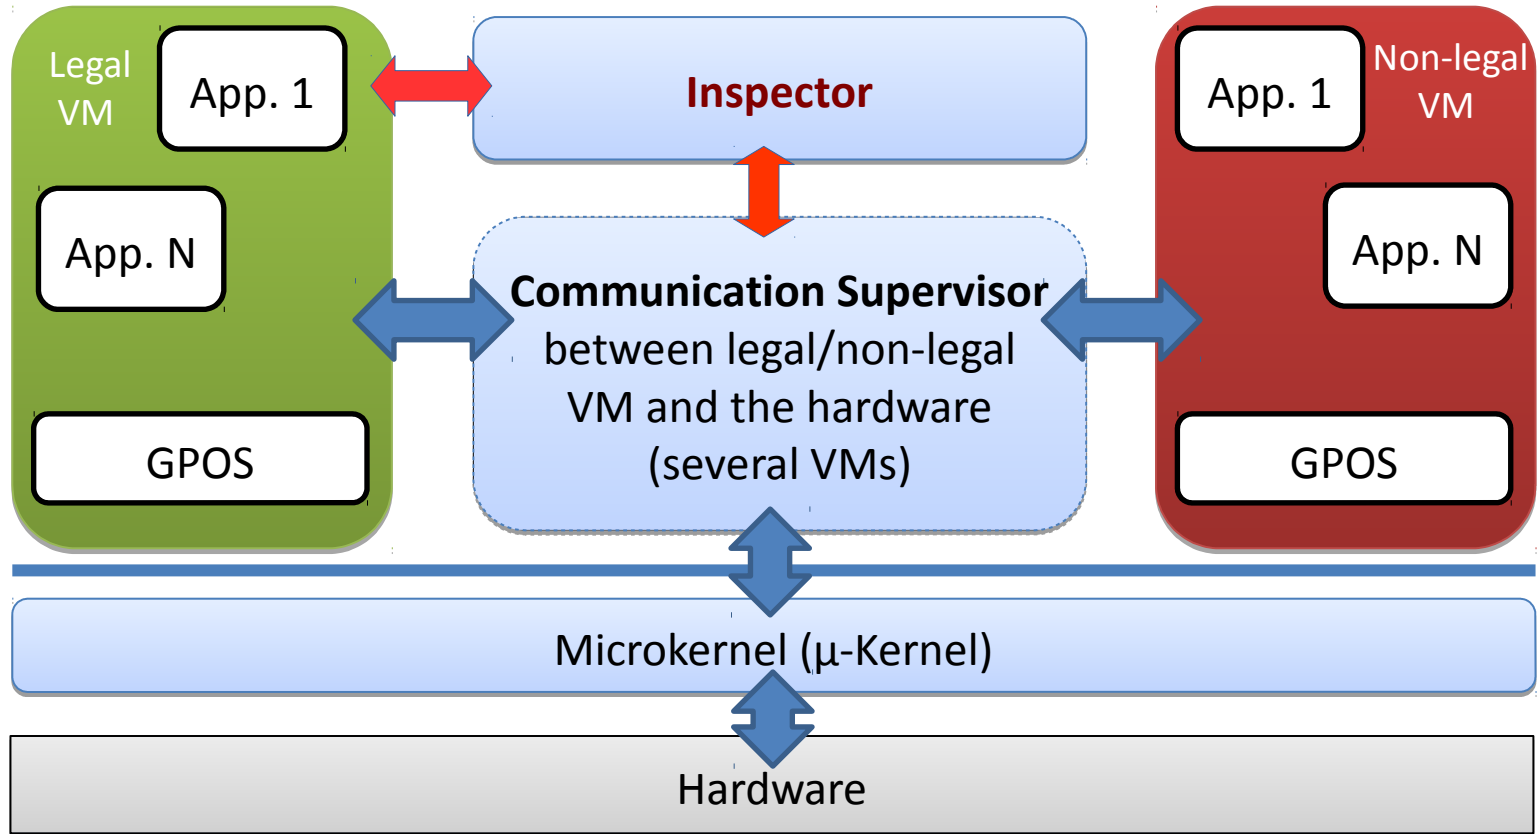 Legal
VM
App. 1
App. N
GPOS
Inspector
Communication Supervisor
between legal/non-legal
VM and the hardware
(several VMs)
Non-legal
VM
App. 1
App. N
GPOS
Microkernel (µ-Kernel)
Hardware